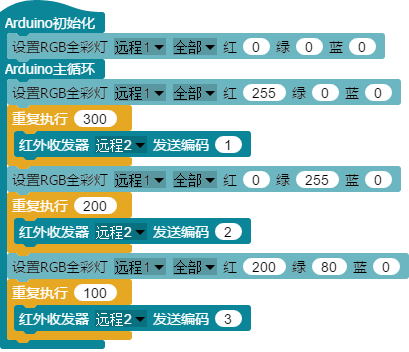 Arduino初始化
设置RGB全彩灯 远程1 全部 红 0 绿 0 蓝 0
Arduino主循环
设置RGB全彩灯 远程1 全部 红 255 绿 0 蓝 0
重复执行 300
红外收发器 远程2 发送编码 1
设置RGB全彩灯 远程1 全部 红 0 绿 255 蓝 0
重复执行 200
红外收发器 远程2 发送编码 2
设置RGB全彩灯 远程1 全部 红 200 绿 80 蓝 0
重复执行 100
红外收发器 远程2 发送编码 3